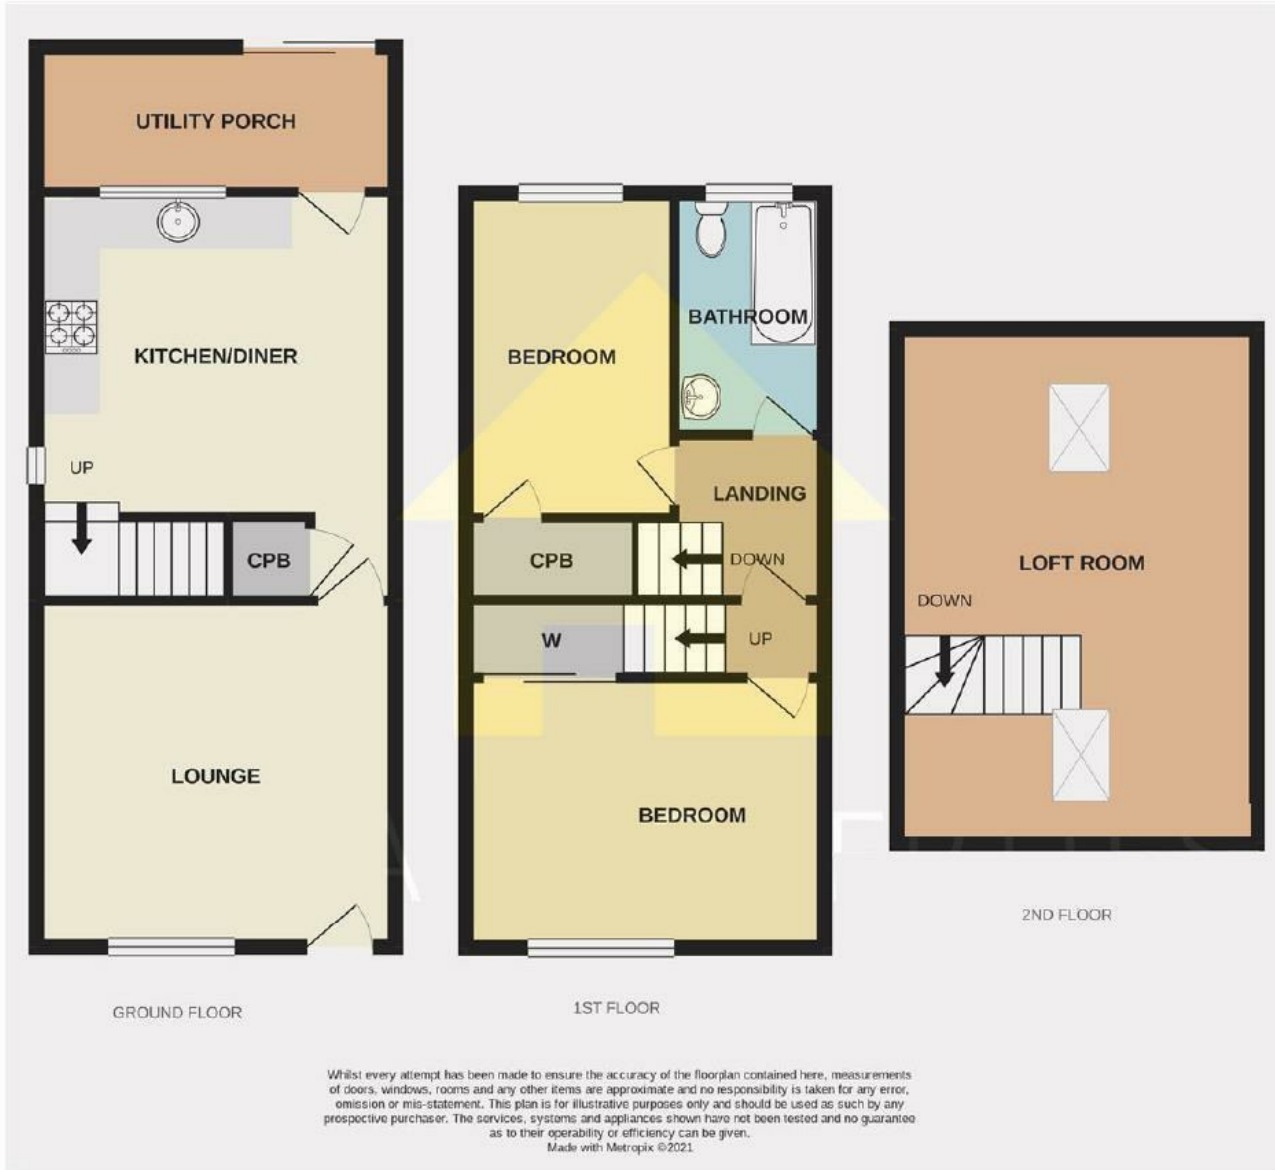 UTILITY PORCH
KITCHEN/DINER
UP
CPB
LOUNGE
GROUND FLOOR
BEDROOM
BATHROOM
LANDING
CPB
DOWN
W
UP
BEDROOM
1ST FLOOR
LOFT ROOM
DOWN
2ND FLOOR
Whilst every attempt has been made to ensure the accuracy of the floorplan contained here, measurements
of doors, windows, rooms and any other items are approximate and no responsibility is taken for any error,
omission or mis-statement. This plan is for illustrative purposes only and should be used as such by any
prospective purchaser. The services, systems and appliances shown have not been tested and no guarantee
as to their operability or efficiency can be given.
Made with Metropix ©2021